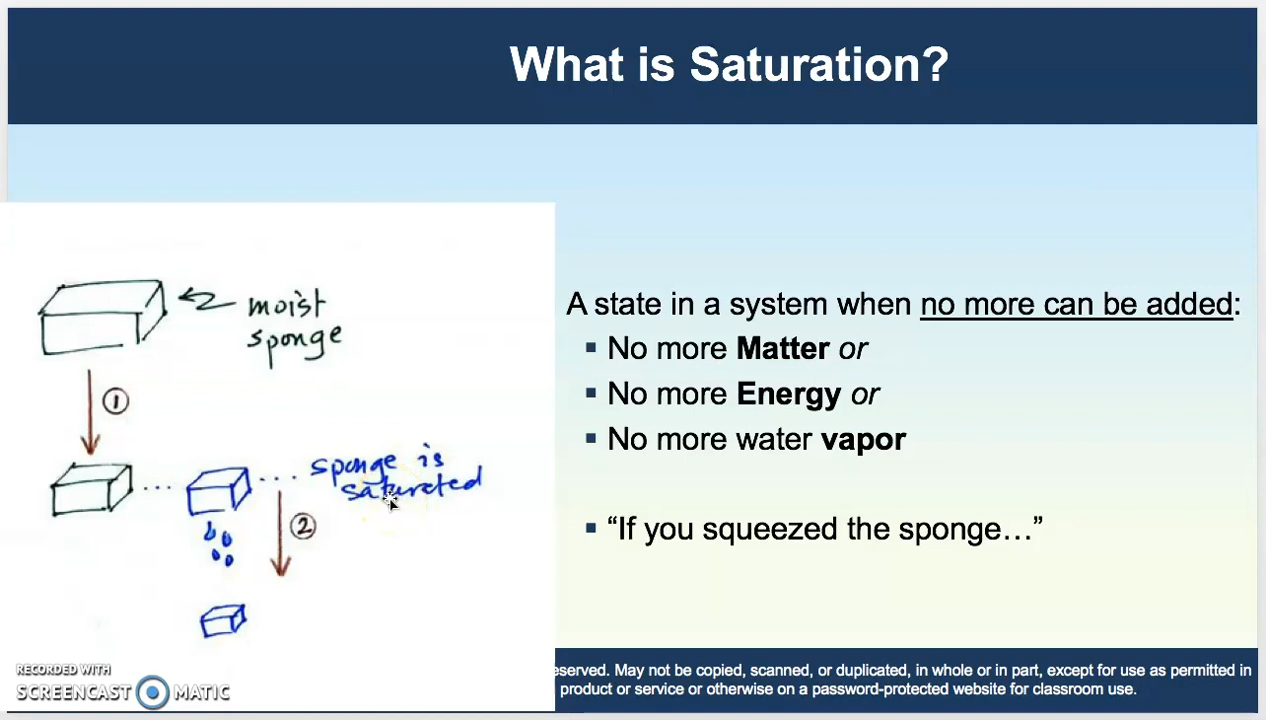 What is Saturation?
moist
sponge
①
sponge is
saturated
②
A state in a system when no more can be added:
▪ No more Matter or
▪ No more Energy or
▪ No more water vapor
▪ “If you squeezed the sponge…”
eserved. May not be copied, scanned, or duplicated, in whole or in part, except for use as permitted in
product or service or otherwise on a password-protected website for classroom use.
RECORDED WITH
SCREENCAST MATIC